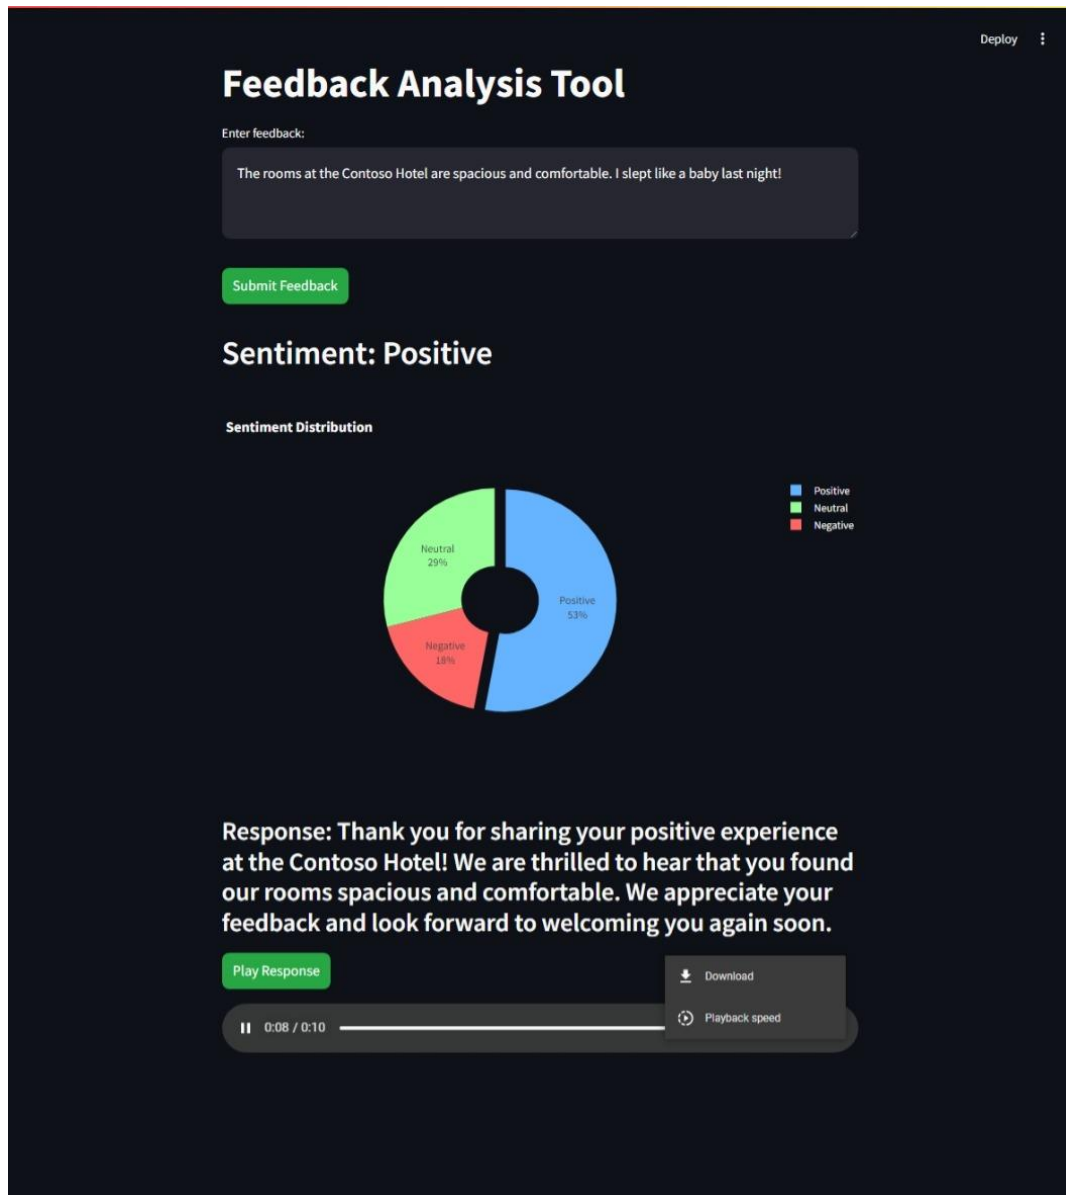 Deploy
Feedback Analysis Tool
Enter feedback:
The rooms at the Contoso Hotel are spacious and comfortable. I slept like a baby last night!
Submit Feedback
Sentiment: Positive
Sentiment Distribution
Positive
Neutral
Negative
Neutral
29%
Positive
53%
Negative
18%
Response: Thank you for sharing your positive experience
at the Contoso Hotel! We are thrilled to hear that you found
our rooms spacious and comfortable. We appreciate your
feedback and look forward to welcoming you again soon.
Play Response
Download
Playback speed
0:08 / 0:10